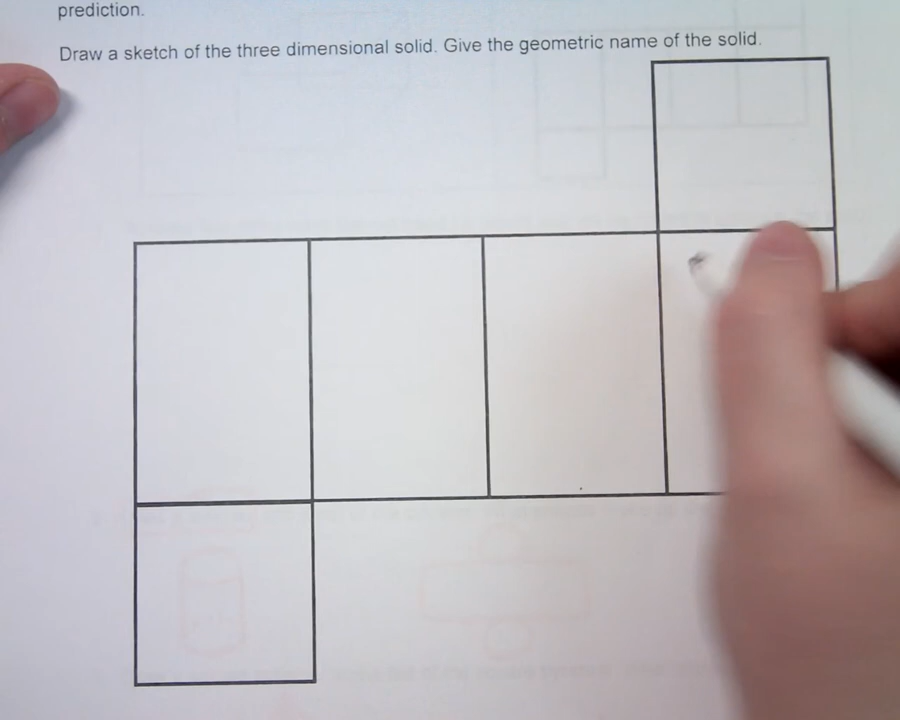 prediction.
Draw a sketch of the three dimensional solid. Give the geometric name of the solid.